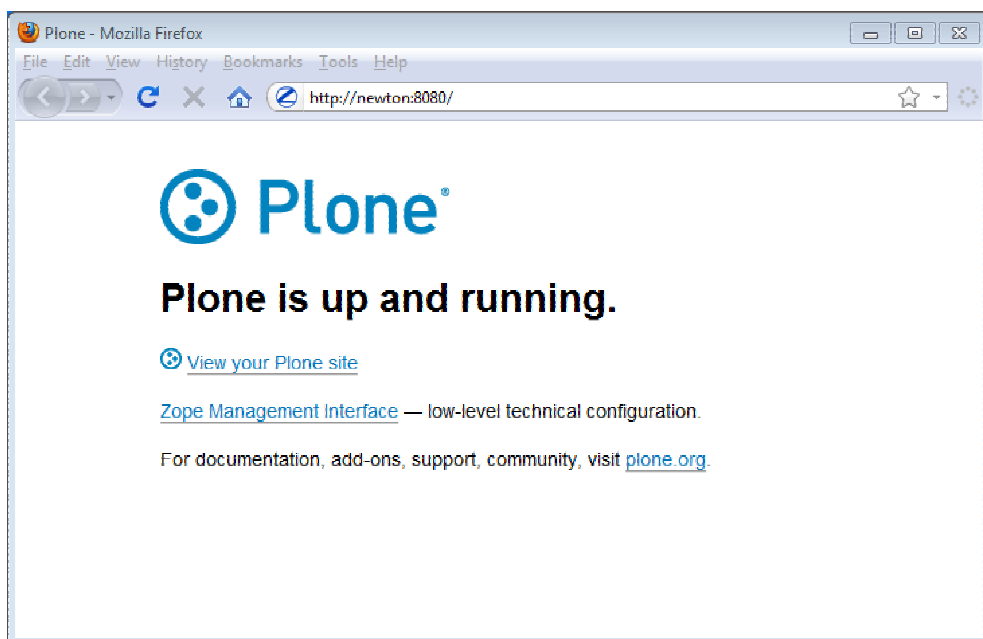 Plone - Mozilla Firefox
File Edit View History Bookmarks Tools Help
http://newton:8080/
Plone®
Plone is up and running.
View your Plone site
Zope Management Interface — low-level technical configuration.
For documentation, add-ons, support, community, visit plone.org.